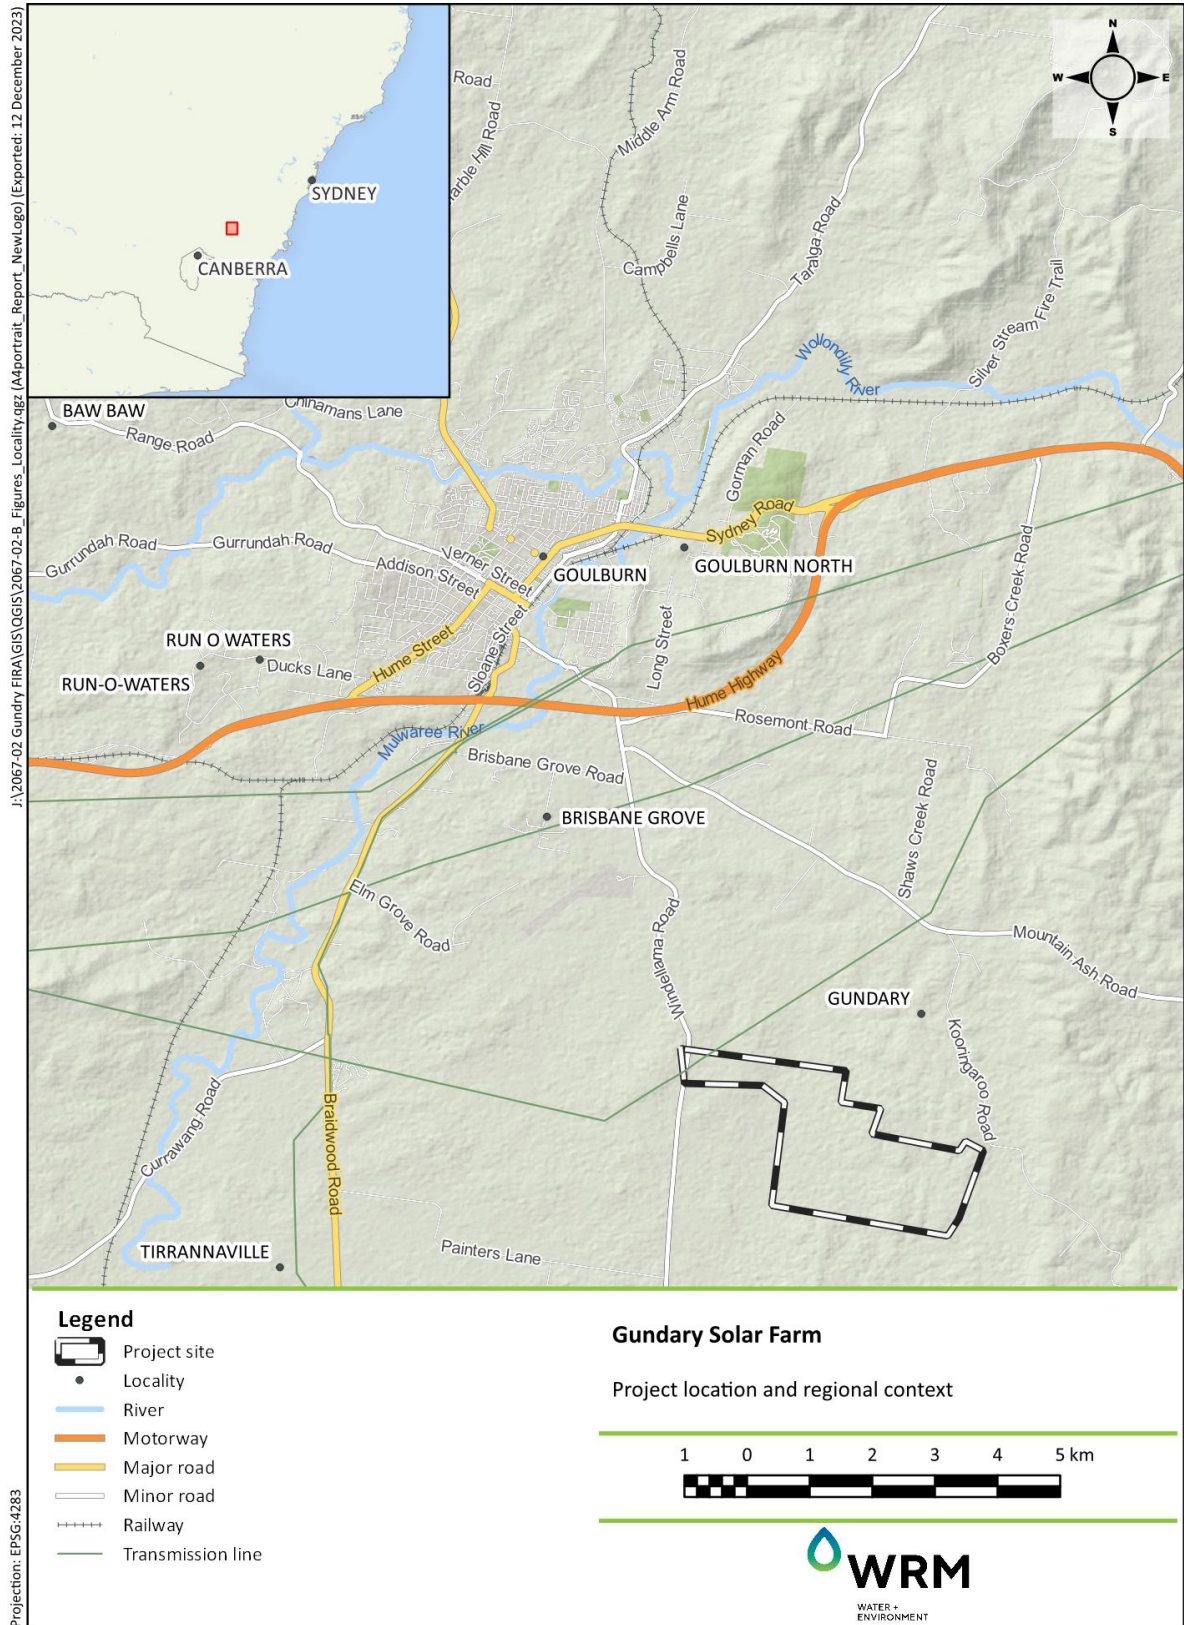 J:\2067-02 Gundry FIRA\GIS\QGIS\2067-02-B_Figures_Locality.qgz (A4portrait_Report_NewLogo) (Exported: 12 December 2023)
Projection: EPSG:4283
SYDNEY
CANBERRA
N
W
E
S
Road
Marble Hill Road
Middle Arm Road
Campbells Lane
Taralga Road
Silver Stream Fire Trail
Wollondilly River
BAW BAW
Chinamans Lane
Range Road
Gorman Road
Sydney Road
Gurrundah Road
Gurrundah Road
Verner Street
Addison Street
GOULBURN
GOULBURN NORTH
Boxers Creek Road
RUN O WATERS
RUN-O-WATERS
Ducks Lane
Hume Street
Sloane Street
Long Street
Hume Highway
Rosemont Road
Mulwaree River
Brisbane Grove Road
BRISBANE GROVE
Shaws Creek Road
Elm Grove Road
Windellama Road
Mountain Ash Road
GUNDARY
Kooringaroo Road
Currawang Road
Braidwood Road
Painters Lane
TIRRANNAVILLE
Legend
Project site
Locality
River
Motorway
Major road
Minor road
Railway
Transmission line
Gundary Solar Farm
Project location and regional context
1 0 1 2 3 4 5 km
WRM
WATER +
ENVIRONMENT